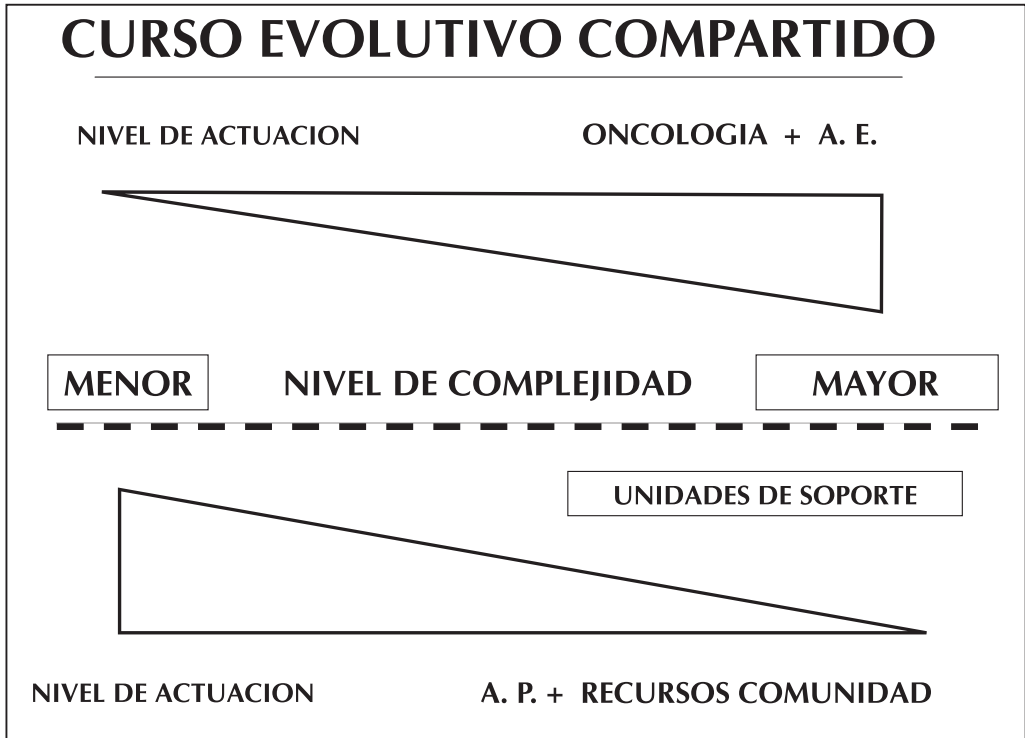 CURSO EVOLUTIVO COMPARTIDO
NIVEL DE ACTUACION
ONCOLOGIA + A. E.
MENOR
NIVEL DE COMPLEJIDAD
MAYOR
UNIDADES DE SOPORTE
NIVEL DE ACTUACION
A. P. + RECURSOS COMUNIDAD